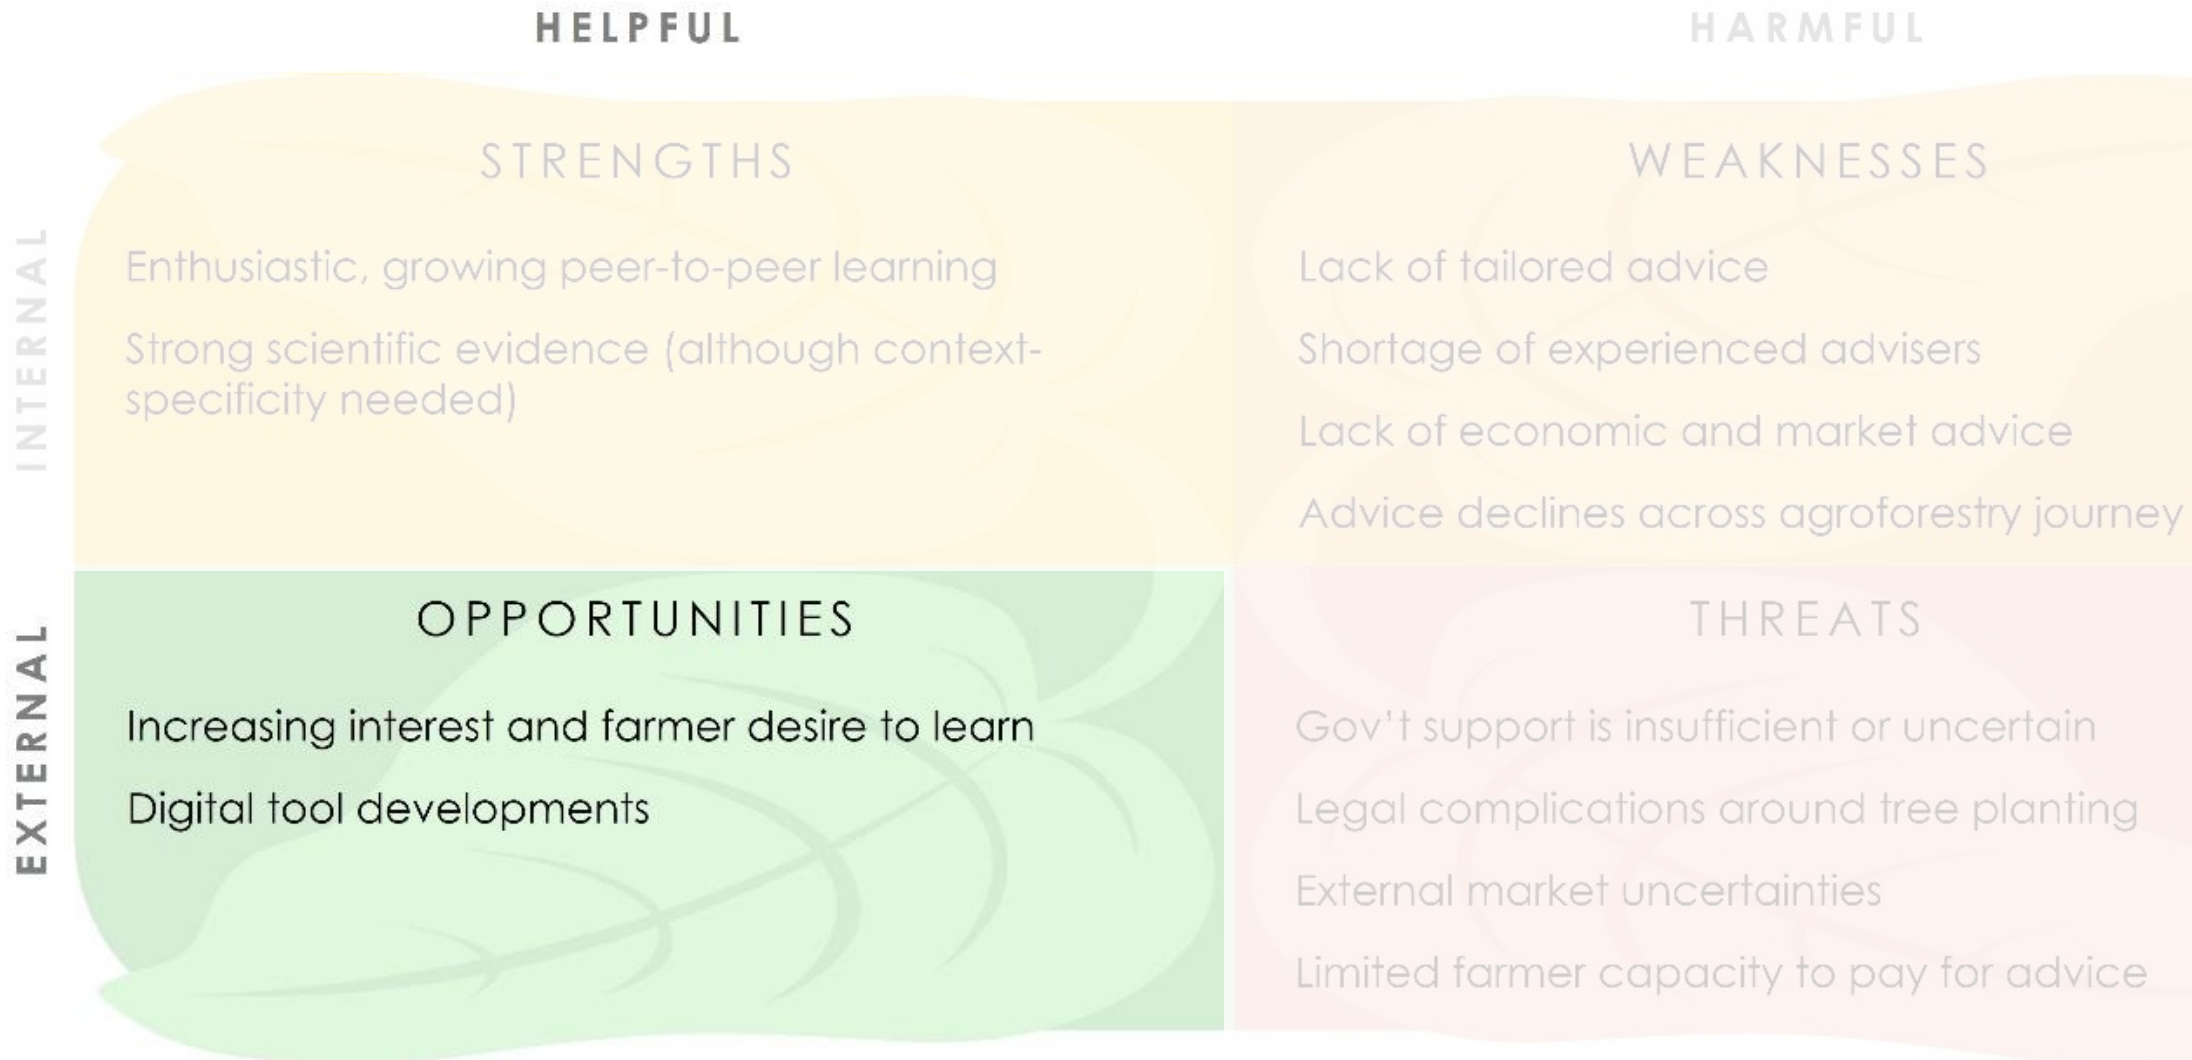 HELPFUL
HARMFUL
INTERNAL
STRENGTHS
Enthusiastic, growing peer-to-peer learning
Strong scientific evidence (although context-
specificity needed)
WEAKNESSES
Lack of tailored advice
Shortage of experienced advisers
Lack of economic and market advice
Advice declines across agroforestry journey
EXTERNAL
OPPORTUNITIES
Increasing interest and farmer desire to learn
Digital tool developments
THREATS
Gov't support is insufficient or uncertain
Legal complications around tree planting
External market uncertainties
Limited farmer capacity to pay for advice